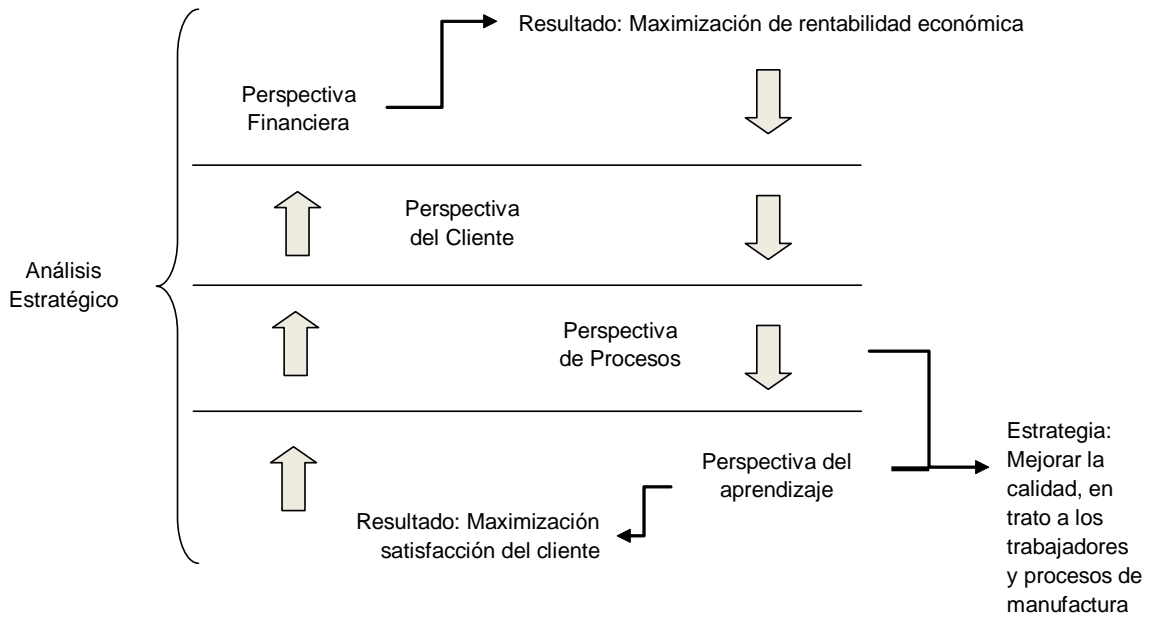 Resultado: Maximización de rentabilidad económica
Perspectiva
Financiera
Perspectiva
del Cliente
Análisis
Estratégico
Perspectiva
de Procesos
Perspectiva del
aprendizaje
Resultado: Maximización
satisfacción del cliente
Estrategia:
Mejorar la
calidad, en
trato a los
trabajadores
y procesos de
manufactura